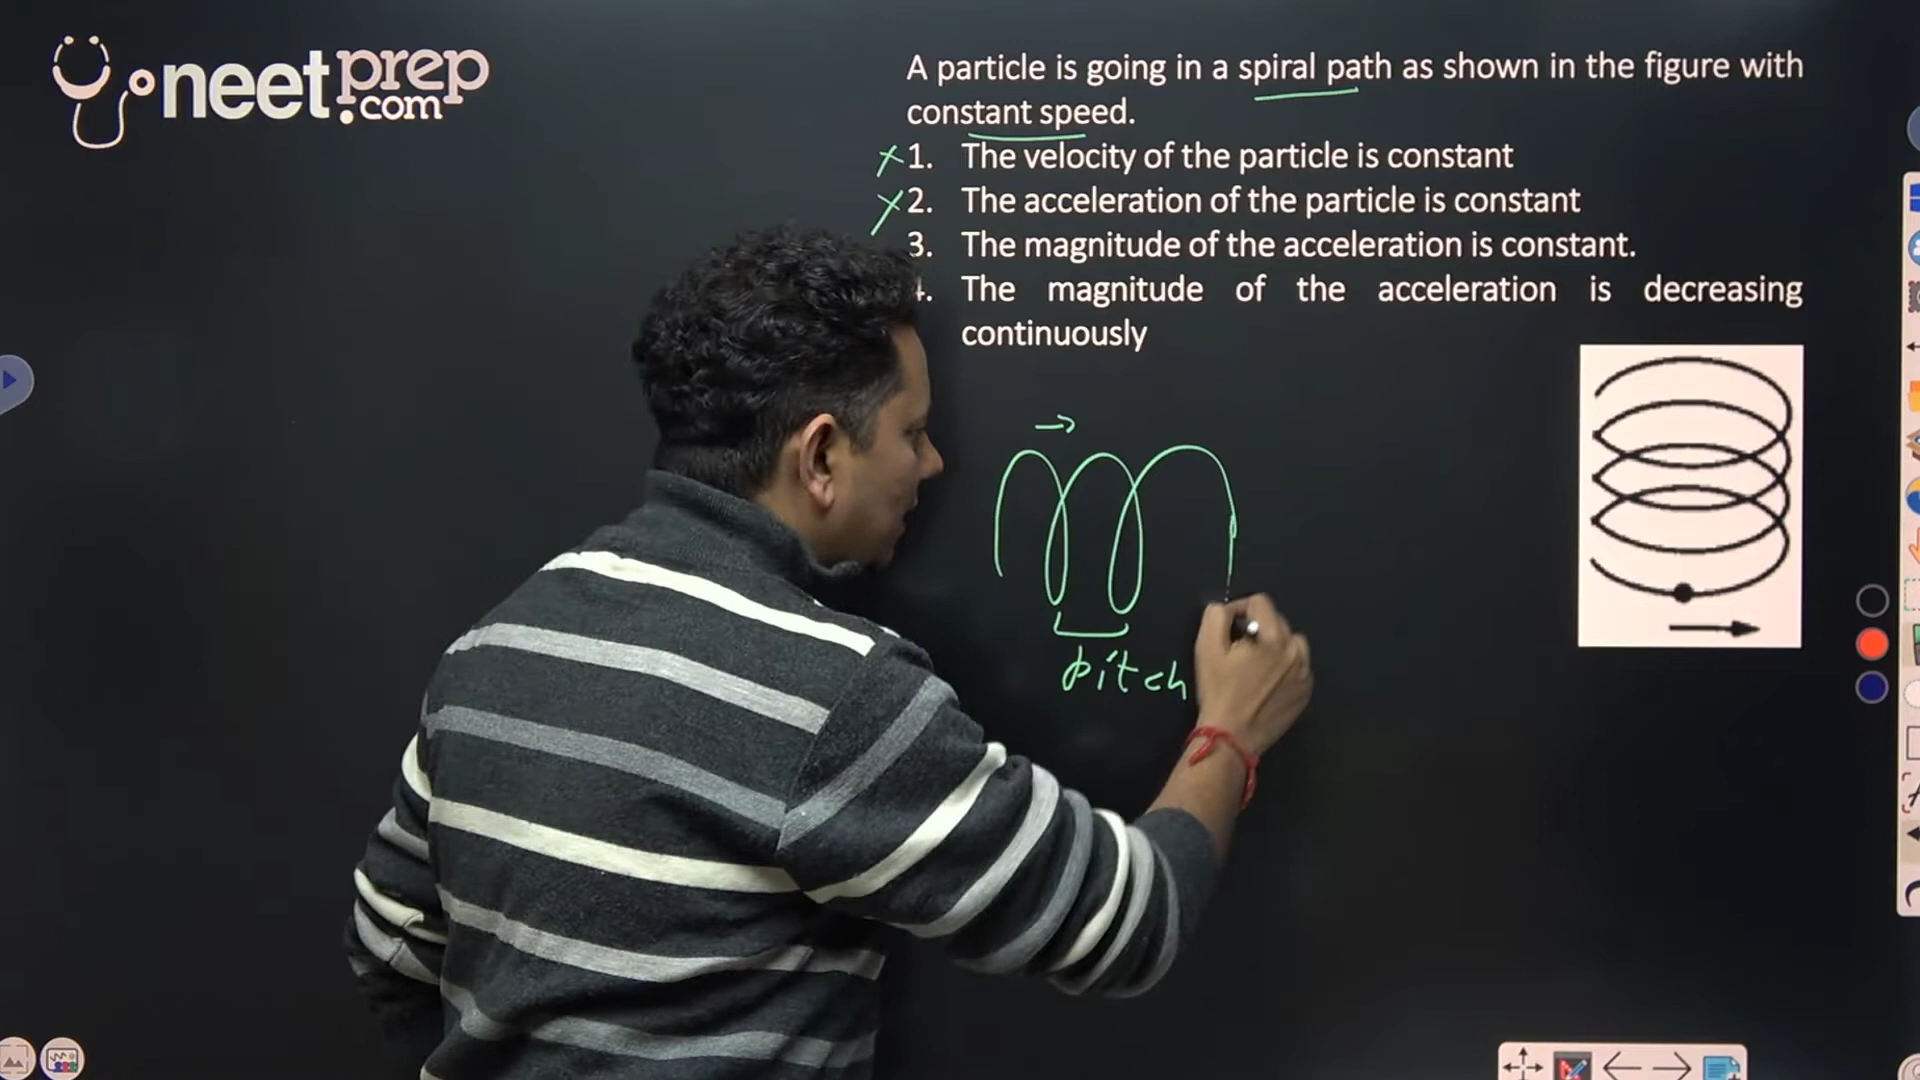 neetprep
.com
A particle is going in a spiral path as shown in the figure with
constant speed.
1. The velocity of the particle is constant
2. The acceleration of the particle is constant
3. The magnitude of the acceleration is constant.
4. The magnitude of the acceleration is decreasing
continuously
pitch